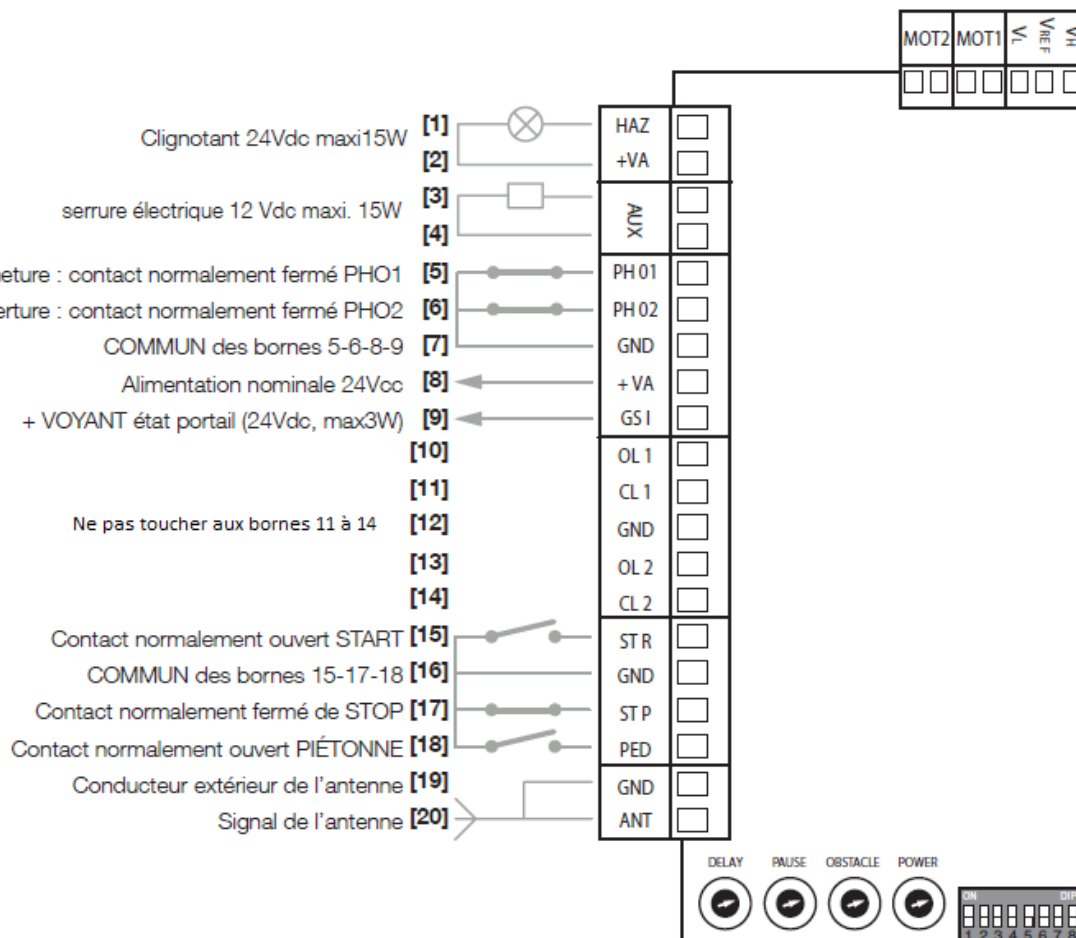 MOT2 MOT1 VL VREF VH
Clignotant 24Vdc maxi15W [1] HAZ
[2] +VA
serrure électrique 12 Vdc maxi. 15W [3] AUX
[4]
eture : contact normalement fermé PHO1 [5] PH 01
erture : contact normalement fermé PHO2 [6] PH 02
COMMUN des bornes 5-6-8-9 [7] GND
Alimentation nominale 24Vcc [8] + VA
+ VOYANT état portail (24Vdc, max3W) [9] GS I
[10] OL 1
[11] CL 1
Ne pas toucher aux bornes 11 à 14 [12] GND
[13] OL 2
[14] CL 2
Contact normalement ouvert START [15] ST R
COMMUN des bornes 15-17-18 [16] GND
Contact normalement fermé de STOP [17] ST P
Contact normalement ouvert PIÉTONNE [18] PED
Conducteur extérieur de l'antenne [19] GND
Signal de l'antenne [20] ANT
DELAY PAUSE OBSTACLE POWER
ON DIP
1 2 3 4 5 6 7 8